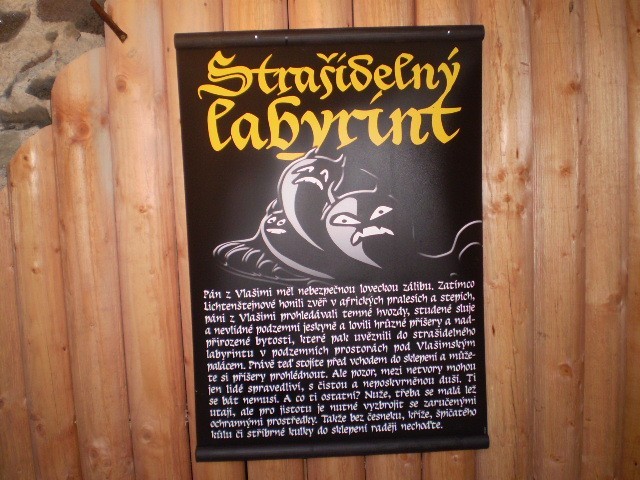 Strašidelný
labyrint
Pán z Vlašimi měl nebezpečnou loveckou zálibu. Zatímco
Lichtenštejnové honili zvěř v afrických pralesích a stepích,
páni z Vlašimi prohledávali temné hvozdy, studené sluje
a nevlídné podzemní jeskyně a lovili hrůzné příšery a nad-
přirozené bytosti, které pak uvěznili do strašidelného
labyrintu v podzemních prostorách pod Vlašimským
palácem. Právě teď stojíte před vchodem do sklepení a může-
te si příšery prohlédnout. Ale pozor, mezi netvory mohou
jen lidé spravedliví, s čistou a neposkvrněnou duší. Ti
se bát nemusí. A co ti ostatní? Nuže, třeba se malá lež
utají, ale pro jistotu je nutné vyzbrojit se zaručenými
ochrannými prostředky. Takže bez česneku, kříže, špičatého
kůlu či stříbrné kulky do sklepení raději nechoďte.